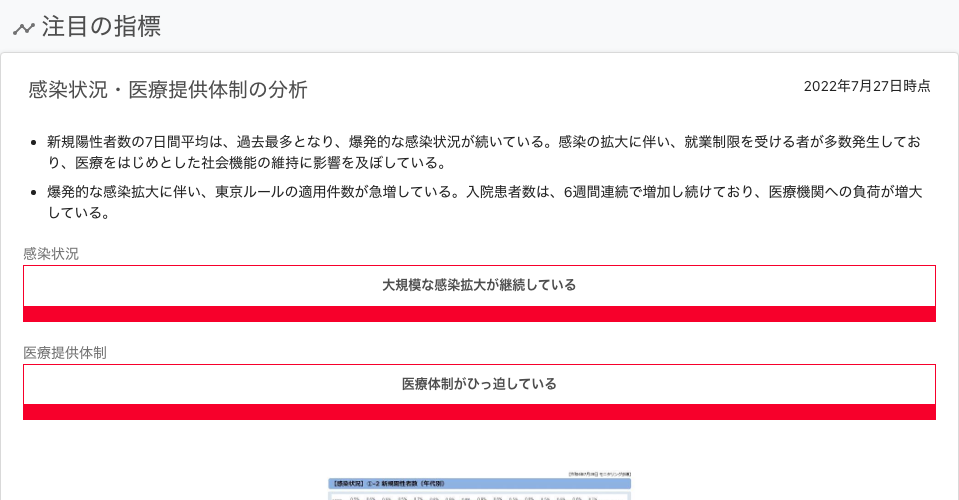 注目の指標
感染状況・医療提供体制の分析
2022年7月27日時点
新規陽性者数の7日間平均は、過去最多となり、爆発的な感染状況が続いている。感染の拡大に伴い、就業制限を受ける者が多数発生してお
り、医療をはじめとした社会機能の維持に影響を及ぼしている。
爆発的な感染拡大に伴い、東京ルールの適用件数が急増している。入院患者数は、6週間連続で増加し続けており、医療機関への負荷が増大
している。
感染状況
大規模な感染拡大が継続している
医療提供体制
医療体制がひっ迫している
【感染状況】①-2 新規陽性者数（年代別）